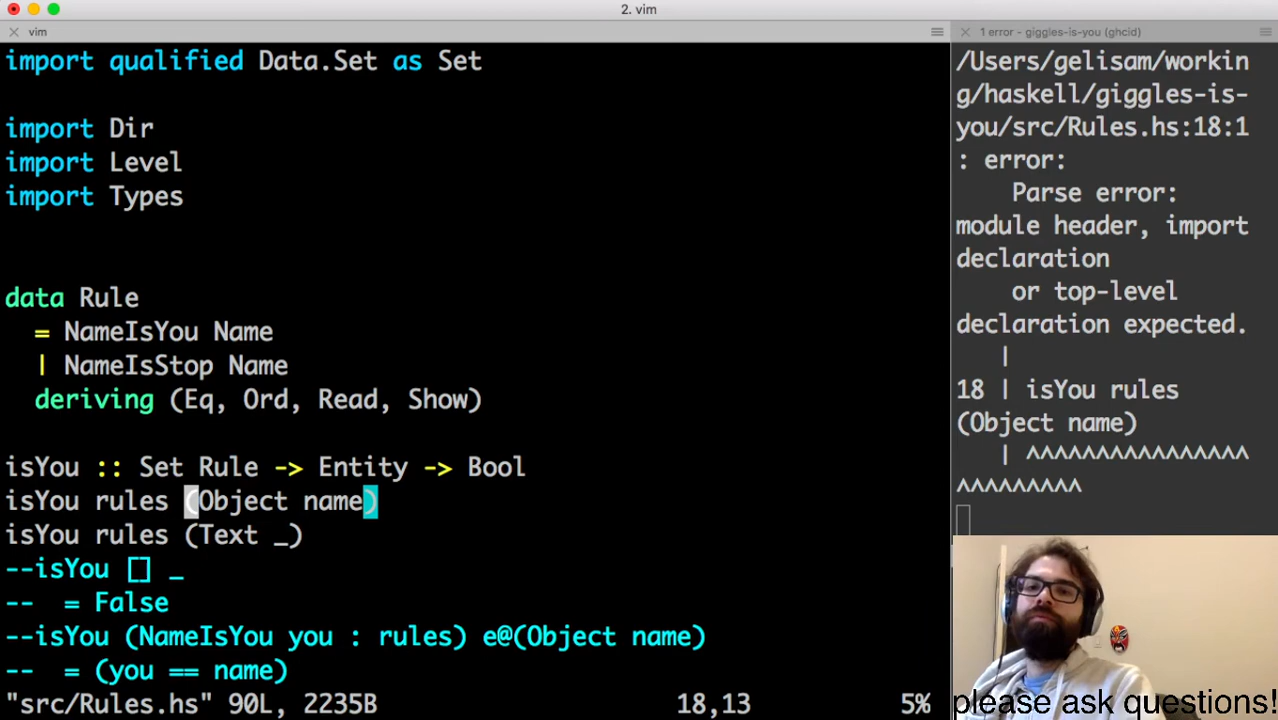 2. vim
vim
import qualified Data.Set as Set
import Dir
import Level
import Types
data Rule
= NameIsYou Name
| NameIsStop Name
deriving (Eq, Ord, Read, Show)
isYou :: Set Rule -> Entity -> Bool
isYou rules (Object name)
isYou rules (Text _)
--isYou [] _
-- = False
--isYou (NameIsYou you : rules) e@(Object name)
-- = (you == name)
"src/Rules.hs" 90L, 2235B 18,13 5%
1 error - giggles-is-you (ghcid)
/Users/gelisam/workin
g/haskell/giggles-is-
you/src/Rules.hs:18:1
: error:
Parse error:
module header, import
declaration
or top-level
declaration expected.
|
18 | isYou rules
(Object name)
| ^^^^^^^^^^^^^^^
^^^^^^^^^
please ask questions!